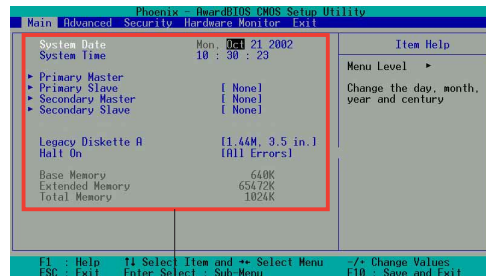 Phoenix - AwardBIOS CMOS Setup Utility
Main Advanced Security Hardware Monitor Exit
System Date Mon, Oct 21 2002
System Time 10 : 30 : 23
Primary Master
Primary Slave [ None]
Secondary Master [ None]
Secondary Slave [ None]
Legacy Diskette A [1.44M, 3.5 in.]
Halt On [All Errors]
Base Memory 640K
Extended Memory 65472K
Total Memory 1024K
Item Help
Menu Level ►
Change the day, month,
year and century
F1 : Help ↑↓ Select Item and →← Select Menu -/+ Change Values
ESC : Exit Enter Select : Sub-Menu F10 : Save and Exit